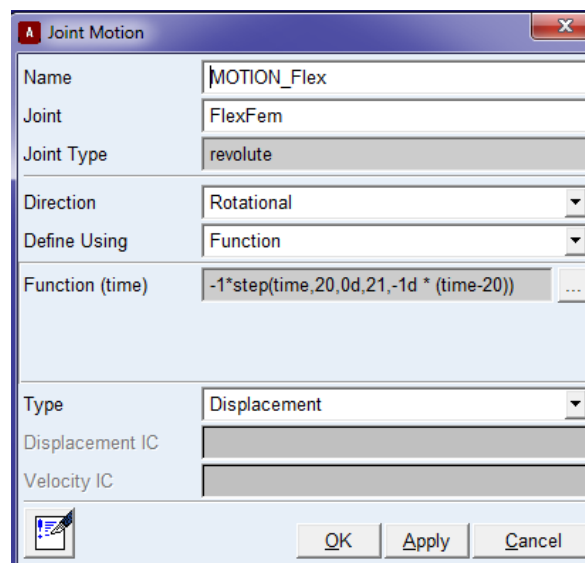 A Joint Motion
Name MOTION_Flex
Joint FlexFem
Joint Type revolute
Direction Rotational
Define Using Function
Function (time) -1*step(time,20,0d,21,-1d * (time-20)) ...
Type Displacement
Displacement IC
Velocity IC
OK Apply Cancel